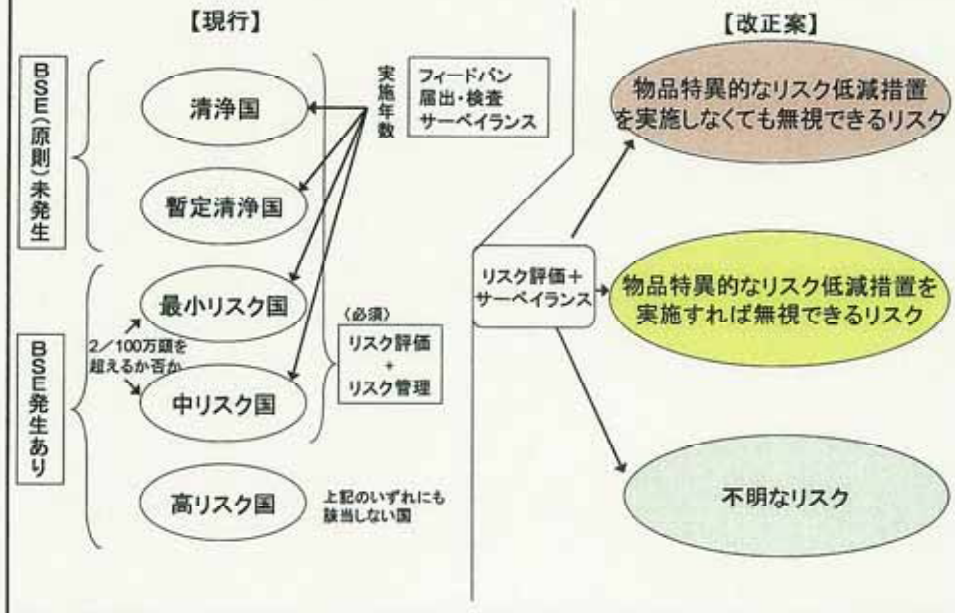 【現行】
BSE(原則)未発生
清浄国
暫定清浄国
実施年数
フィードバン
届出・検査
サーベイランス
BSE発生あり
最小リスク国
2/100万頭を
超えるか否か
中リスク国
高リスク国
上記のいずれにも
該当しない国
〈必須〉
リスク評価
+
リスク管理
【改正案】
リスク評価+
サーベイランス
物品特異的なリスク低減措置
を実施しなくても無視できるリスク
物品特異的なリスク低減措置を
実施すれば無視できるリスク
不明なリスク